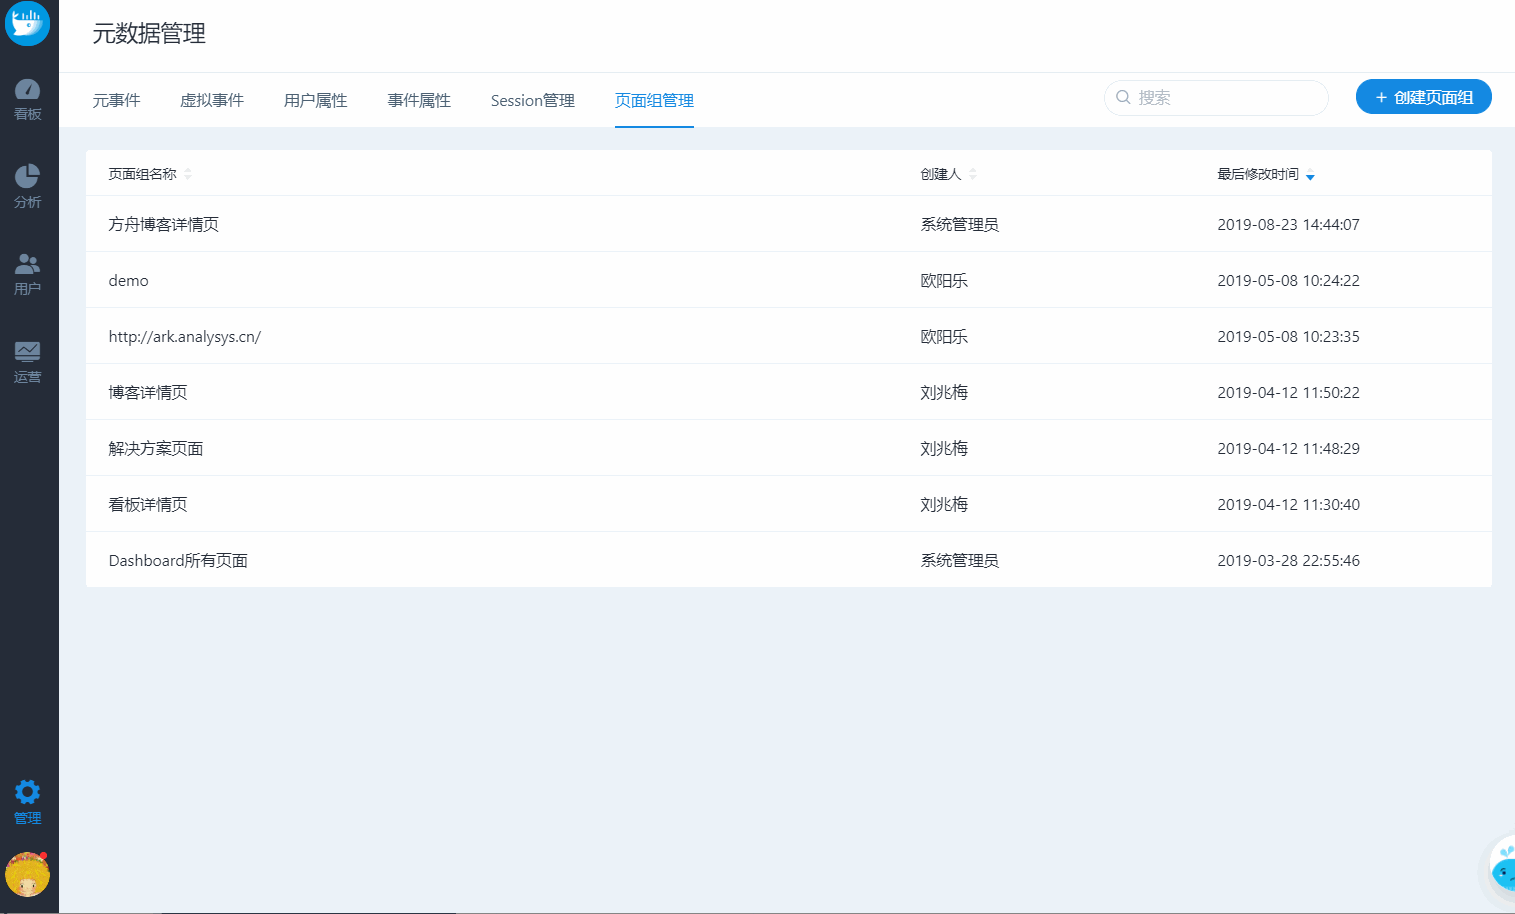 元数据管理
元事件 虚拟事件 用户属性 事件属性 Session管理 页面组管理 搜索 + 创建页面组
看板
分析
用户
运营
管理
页面组名称 创建人 最后修改时间
方舟博客详情页 系统管理员 2019-08-23 14:44:07
demo 欧阳乐 2019-05-08 10:24:22
http://ark.analysys.cn/ 欧阳乐 2019-05-08 10:23:35
博客详情页 刘兆梅 2019-04-12 11:50:22
解决方案页面 刘兆梅 2019-04-12 11:48:29
看板详情页 刘兆梅 2019-04-12 11:30:40
Dashboard所有页面 系统管理员 2019-03-28 22:55:46